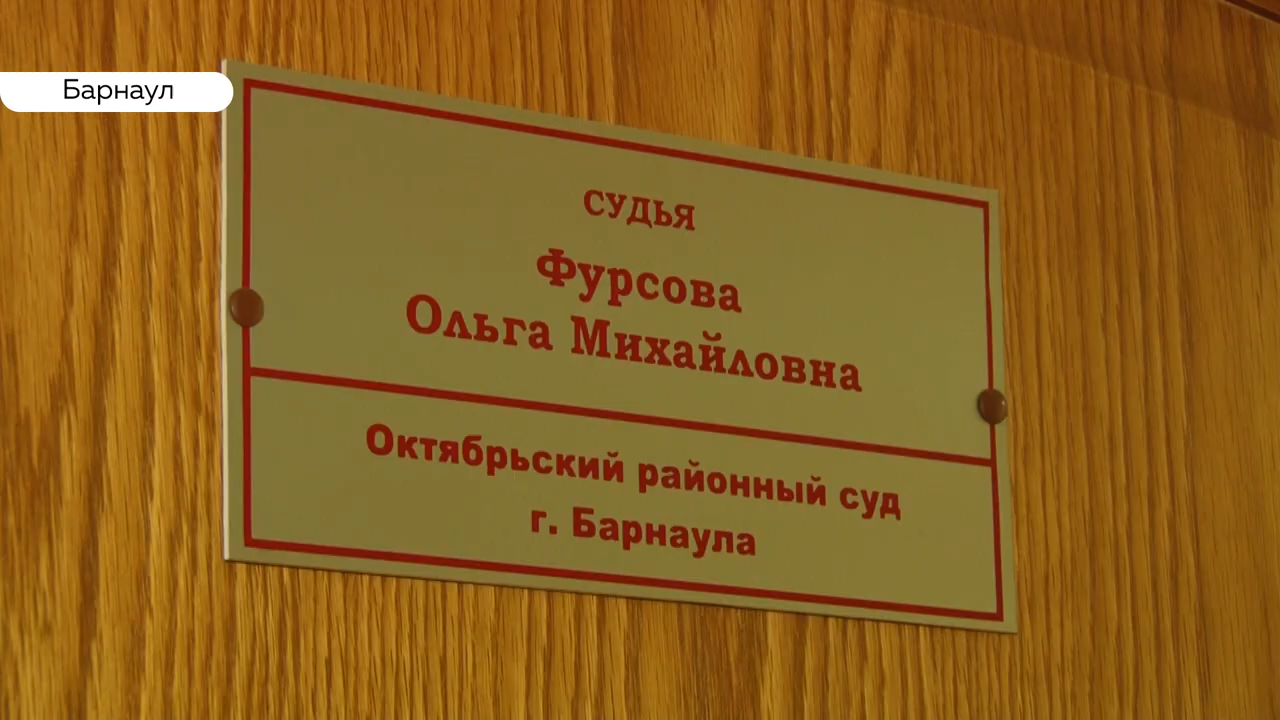 Барнаул
СУДЬЯ
Фурсова
Ольга Михайловна
Октябрьский районный суд
г. Барнаула